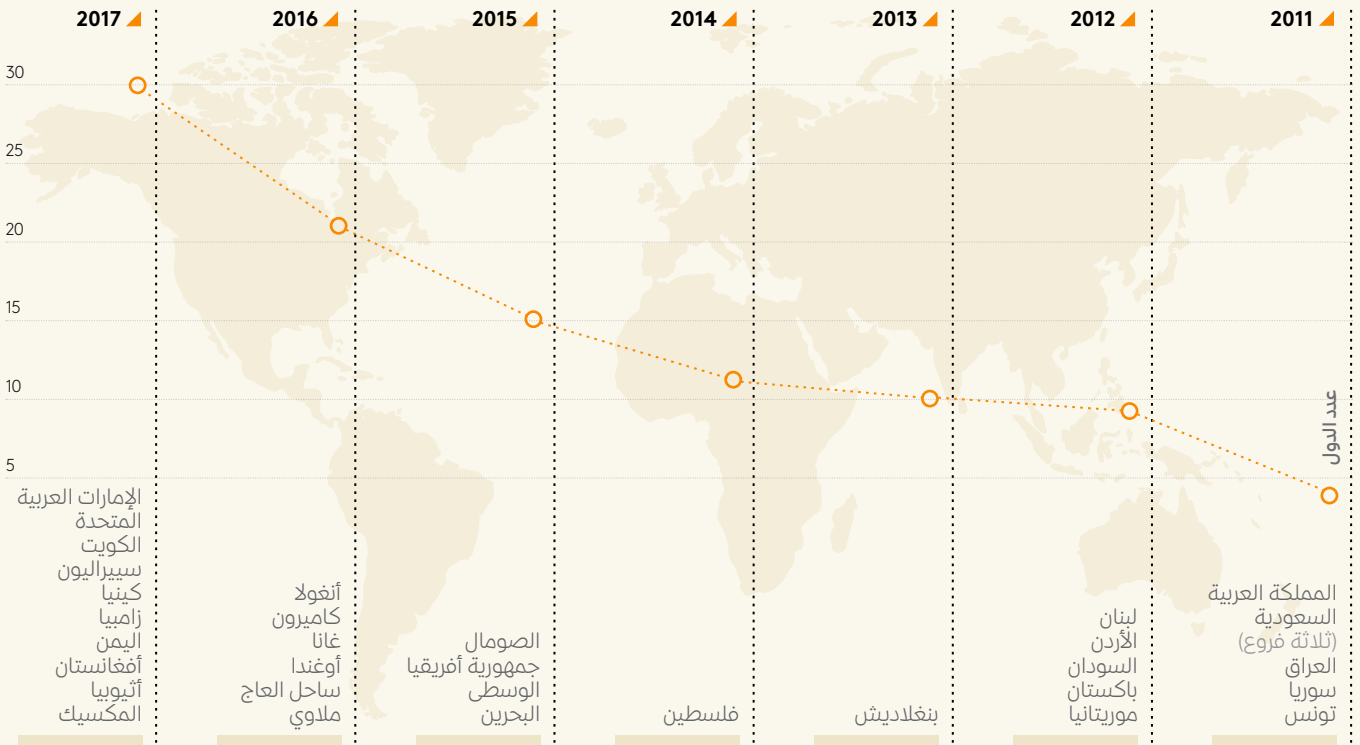 2011
2012
2013
2014
2015
2016
2017
30
25
20
15
10
5
عدد الدول
المملكة العربية
السعودية
(ثلاثة فروع)
العراق
سوريا
تونس
لبنان
الأردن
السودان
باكستان
موريتانيا
بنغلاديش
فلسطين
الصومال
جمهورية أفريقيا
الوسطى
البحرين
أنغولا
كاميرون
غانا
أوغندا
ساحل العاج
ملاوي
الإمارات العربية
المتحدة
الكويت
سييراليون
كينيا
زامبيا
اليمن
أفغانستان
أثيوبيا
المكسيك